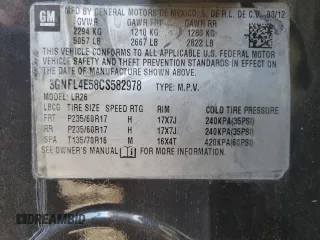 GM
MFD BY GENERAL MOTORS DE MEXICO, S DE R.L. DE C.V. 03/12
GVWR GAWR FRT GAWR RR
2294 KG 1210 KG 1280 KG
5057 LB 2667 LB 2822 LB
THIS VEHICLE CONFORMS TO ALL APPLICABLE U.S. FEDERAL MOTOR
VEHICLE SAFETY AND THEFT PREVENTION STANDARDS IN EFFECT ON
THE DATE OF MANUFACTURE SHOWN ABOVE.
3GNFL4E58CS582978 TYPE: M.P.V.
MODEL: LR26
LBCG TIRE SIZE SPEED RTG RIM COLD TIRE PRESSURE
FRT P235/60R17 H 17X7J 240KPA(35PSI)
RR P235/60R17 H 17X7J 240KPA(35PSI)
SPA T135/70R16 M 16X4T 420KPA(60PSI)
SEE OWNER'S MANUAL FOR ADDITIONAL INFORMATION
DREAMBID